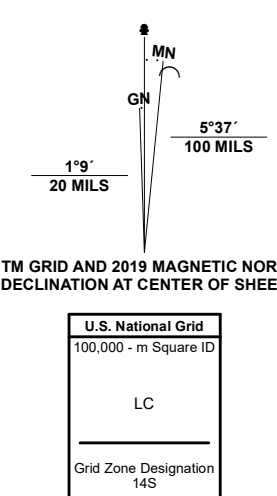 MN
GN
5°37´
100 MILS
1°9´
20 MILS
TM GRID AND 2019 MAGNETIC NOR
DECLINATION AT CENTER OF SHEE
U.S. National Grid
100,000 - m Square ID
LC
Grid Zone Designation
14S